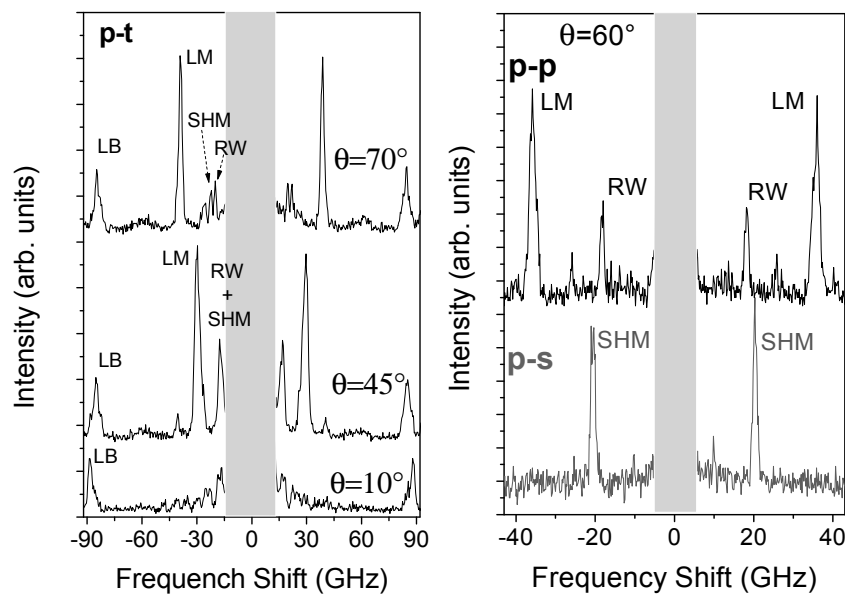 p-t
LM
SHM
RW
LB
θ=70°
LM
RW
+
SHM
LB
θ=45°
LB
θ=10°
-90 -60 -30 0 30 60 90
Frequench Shift (GHz)
Intensity (arb. units)
θ=60°
p-p
LM
LM
RW
RW
SHM
SHM
p-s
-40 -20 0 20 40
Frequency Shift (GHz)
Intensity (arb. units)